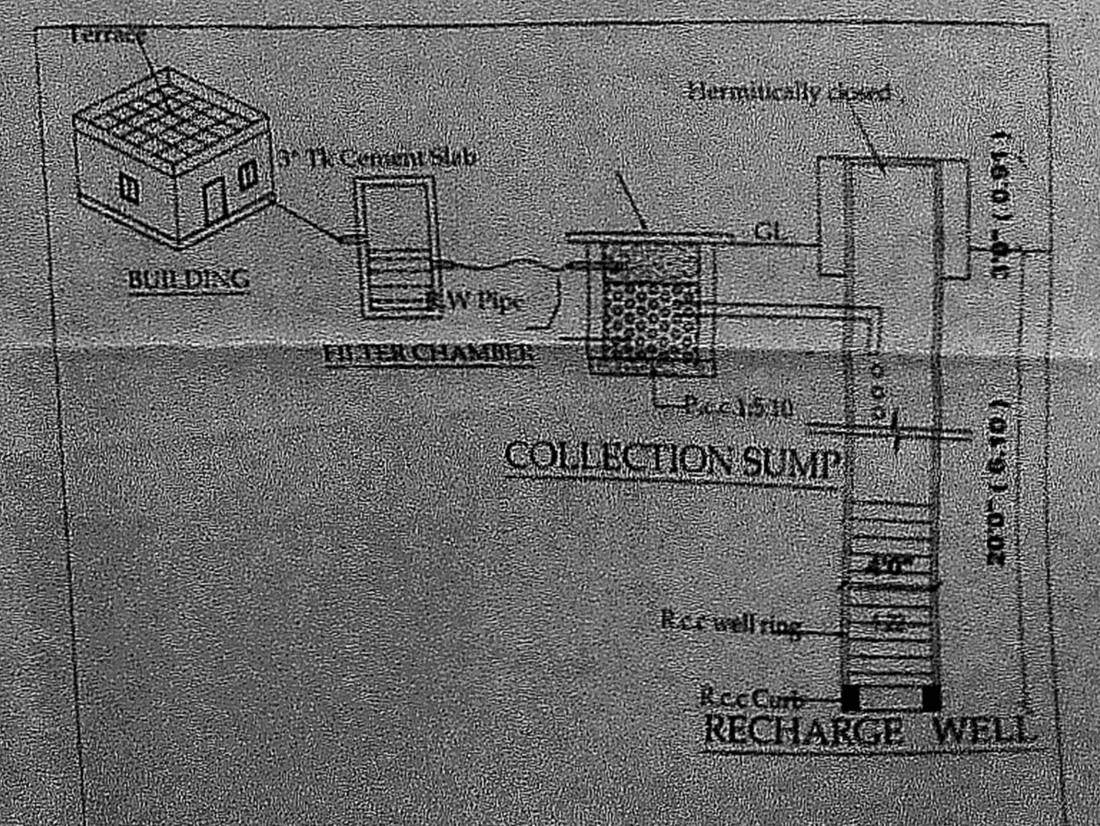 Terrace
Hermitically closed
3" Tk Cement Slab
3'0" ( 0.91 )
GL
BUILDING
R.W Pipe
FILTER CHAMBER
P.c.c 1:5:10
COLLECTION SUMP
20'0" ( 6.10 )
4'0"
1.22
R.c.c well ring
R.c.c Curb
RECHARGE WELL